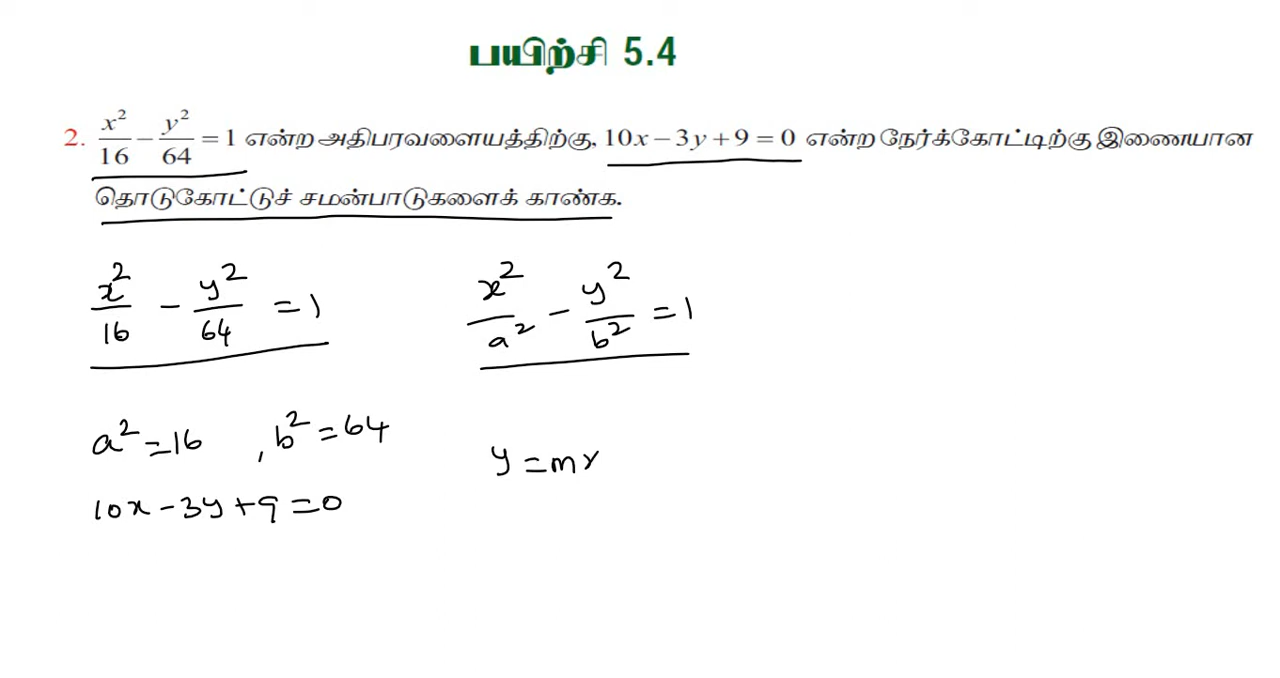 பயிற்சி 5.4
2. x²/16 − y²/64 = 1 என்ற அதிபரவளையத்திற்கு, 10x − 3y + 9 = 0 என்ற நேர்க்கோட்டிற்கு இணையான
தொடுகோட்டுச் சமன்பாடுகளைக் காண்க.
x²/16 − y²/64 = 1
x²/a² − y²/b² = 1
a² = 16 , b² = 64
y = mx
10x − 3y + 9 = 0